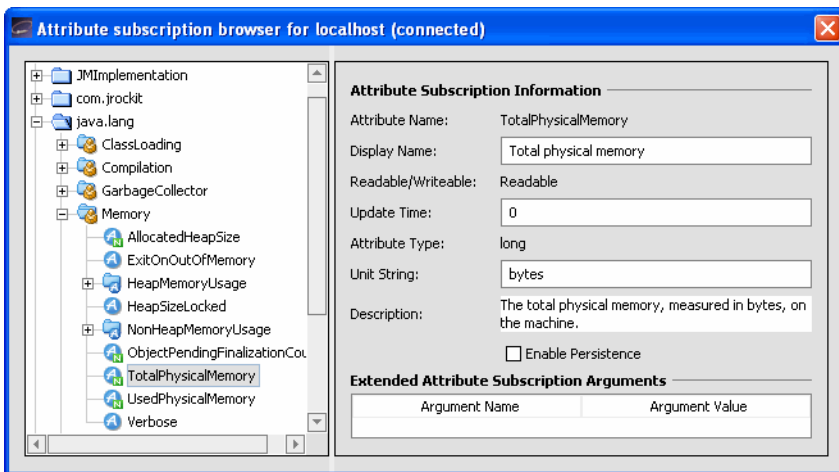 Attribute subscription browser for localhost (connected)
JMImplementation
com.jrockit
java.lang
ClassLoading
Compilation
GarbageCollector
Memory
AllocatedHeapSize
ExitOnOutOfMemory
HeapMemoryUsage
HeapSizeLocked
NonHeapMemoryUsage
ObjectPendingFinalizationCou
TotalPhysicalMemory
UsedPhysicalMemory
Verbose
Attribute Subscription Information
Attribute Name: TotalPhysicalMemory
Display Name: Total physical memory
Readable/Writeable: Readable
Update Time: 0
Attribute Type: long
Unit String: bytes
Description: The total physical memory, measured in bytes, on
the machine.
Enable Persistence
Extended Attribute Subscription Arguments
Argument Name Argument Value